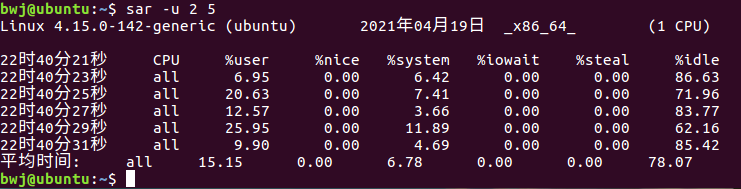 bwj@ubuntu:~$ sar -u 2 5
Linux 4.15.0-142-generic (ubuntu) 2021年04月19日 _x86_64_ (1 CPU)
22时40分21秒 CPU %user %nice %system %iowait %steal %idle
22时40分23秒 all 6.95 0.00 6.42 0.00 0.00 86.63
22时40分25秒 all 20.63 0.00 7.41 0.00 0.00 71.96
22时40分27秒 all 12.57 0.00 3.66 0.00 0.00 83.77
22时40分29秒 all 25.95 0.00 11.89 0.00 0.00 62.16
22时40分31秒 all 9.90 0.00 4.69 0.00 0.00 85.42
平均时间: all 15.15 0.00 6.78 0.00 0.00 78.07
bwj@ubuntu:~$